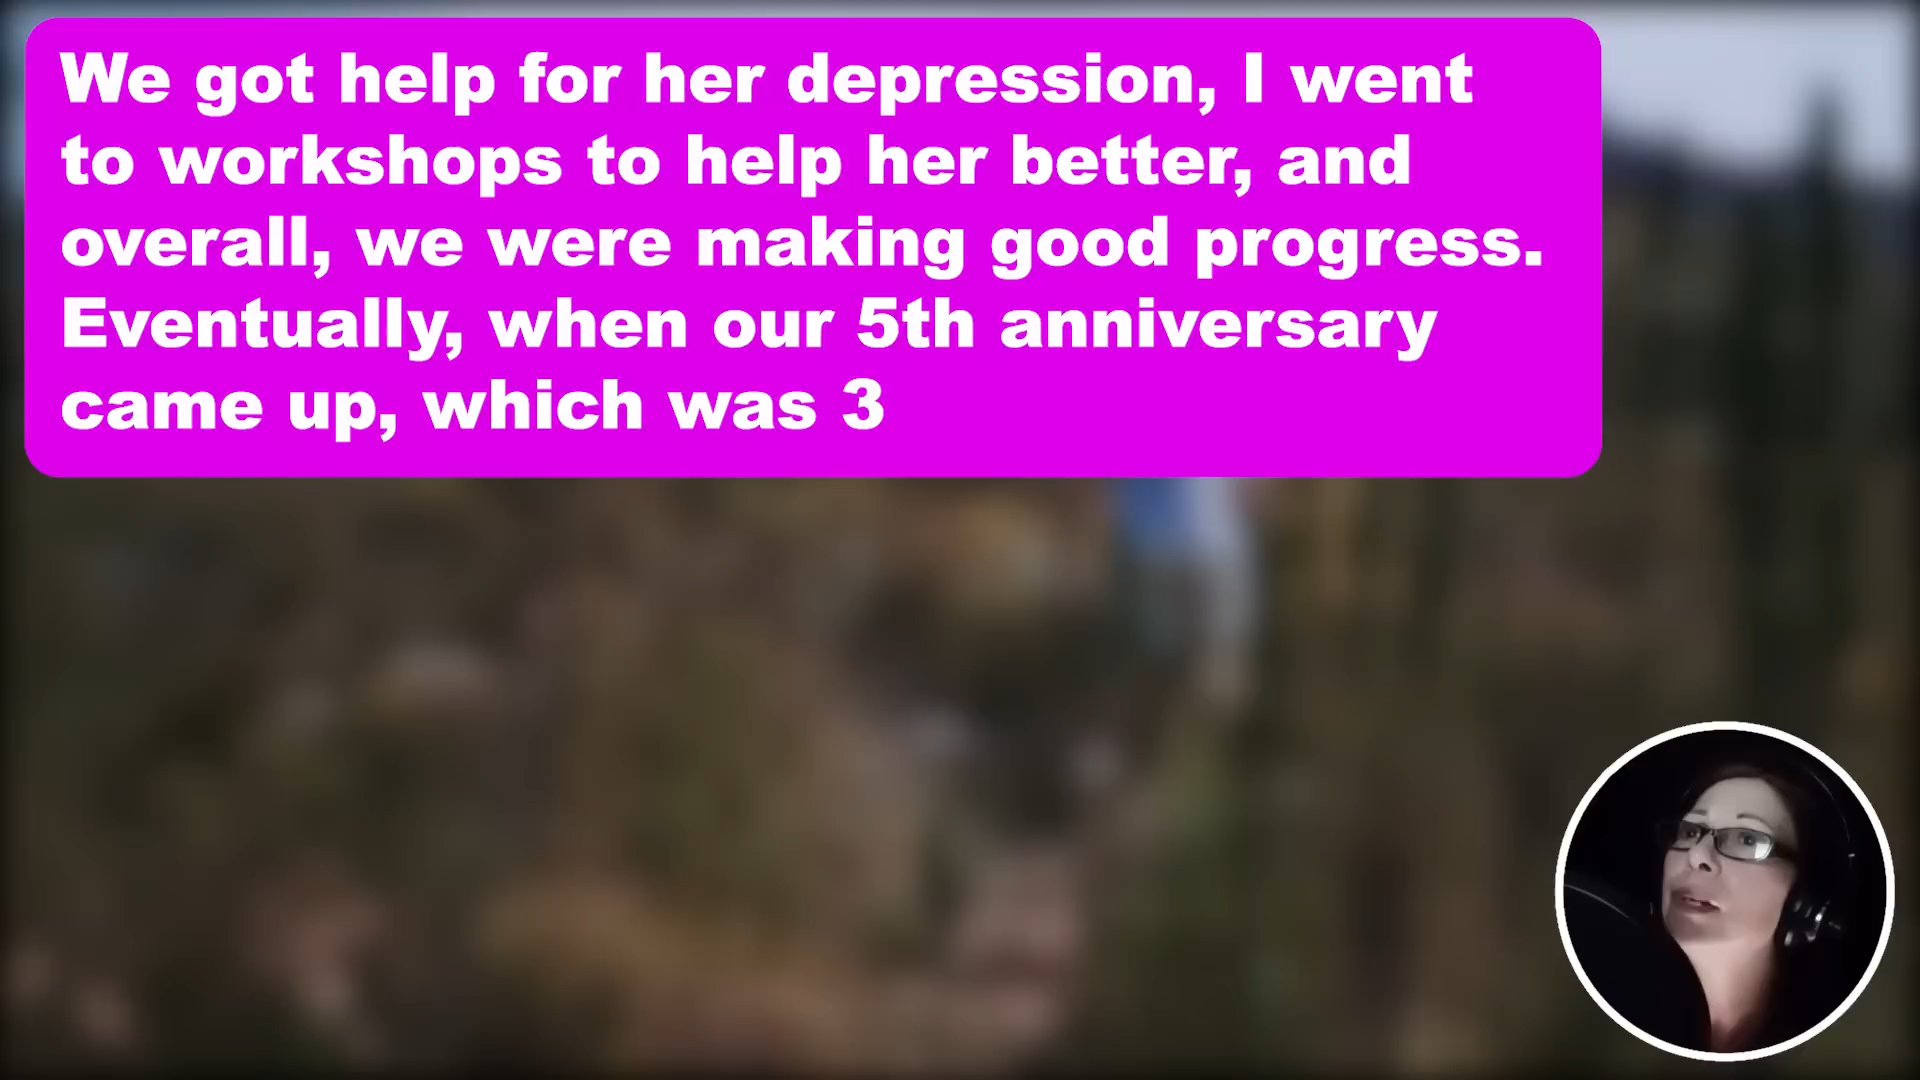 We got help for her depression, I went
to workshops to help her better, and
overall, we were making good progress.
Eventually, when our 5th anniversary
came up, which was 3